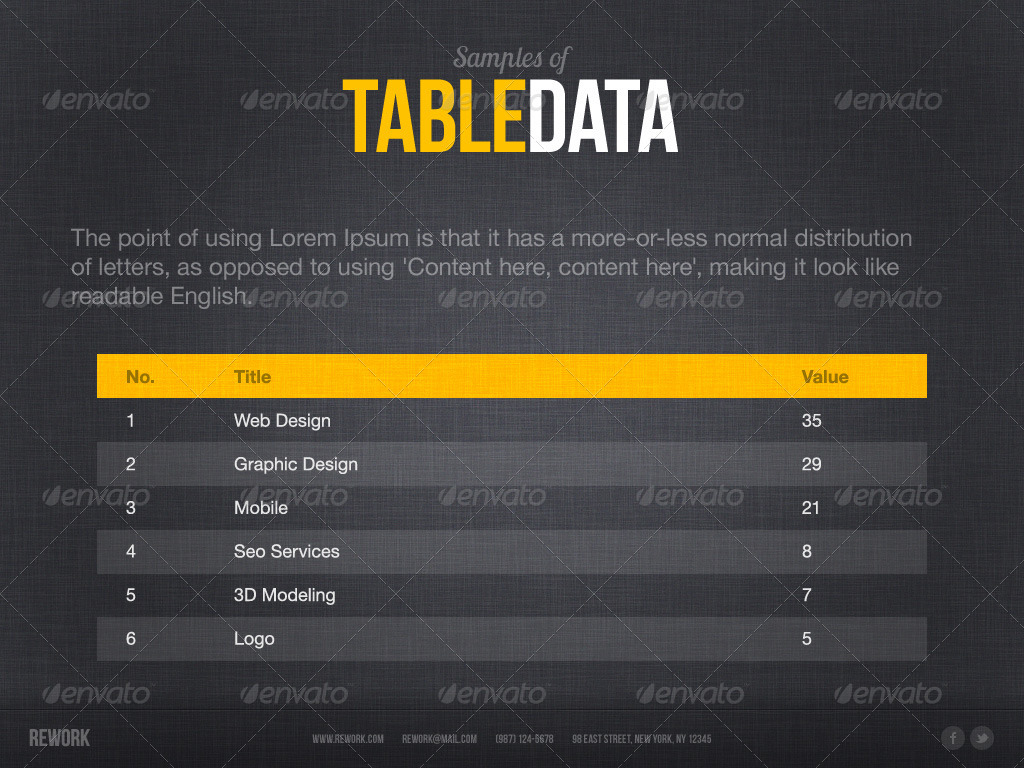 Samples of
TABLEDATA
The point of using Lorem Ipsum is that it has a more-or-less normal distribution
of letters, as opposed to using 'Content here, content here', making it look like
readable English.
No. Title Value
1 Web Design 35
2 Graphic Design 29
3 Mobile 21
4 Seo Services 8
5 3D Modeling 7
6 Logo 5
REWORK WWW.REWORK.COM REWORK@MAIL.COM (987) 124-5678 98 EAST STREET, NEW YORK, NY 12345
envato envato envato envato envato
envato envato envato envato envato
envato envato envato envato envato
envato envato envato envato envato